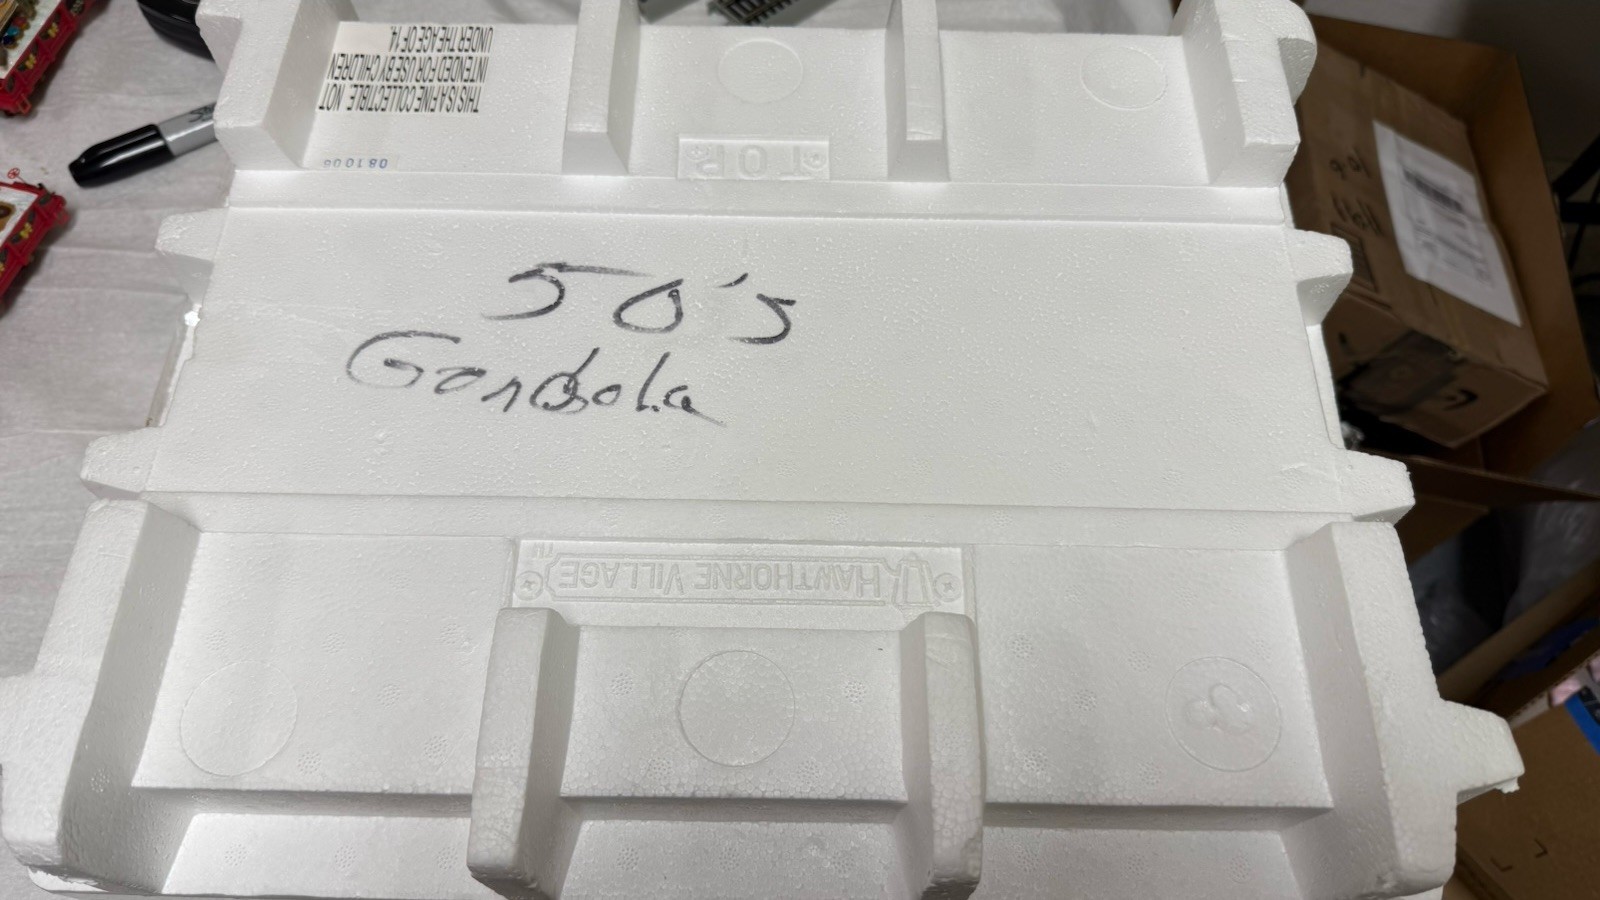 THIS IS A FINE COLLECTIBLE. NOT
INTENDED FOR USE BY CHILDREN
UNDER THE AGE OF 14.
081006
TOP
50's
Gondola
HAWTHORNE VILLAGE
TM